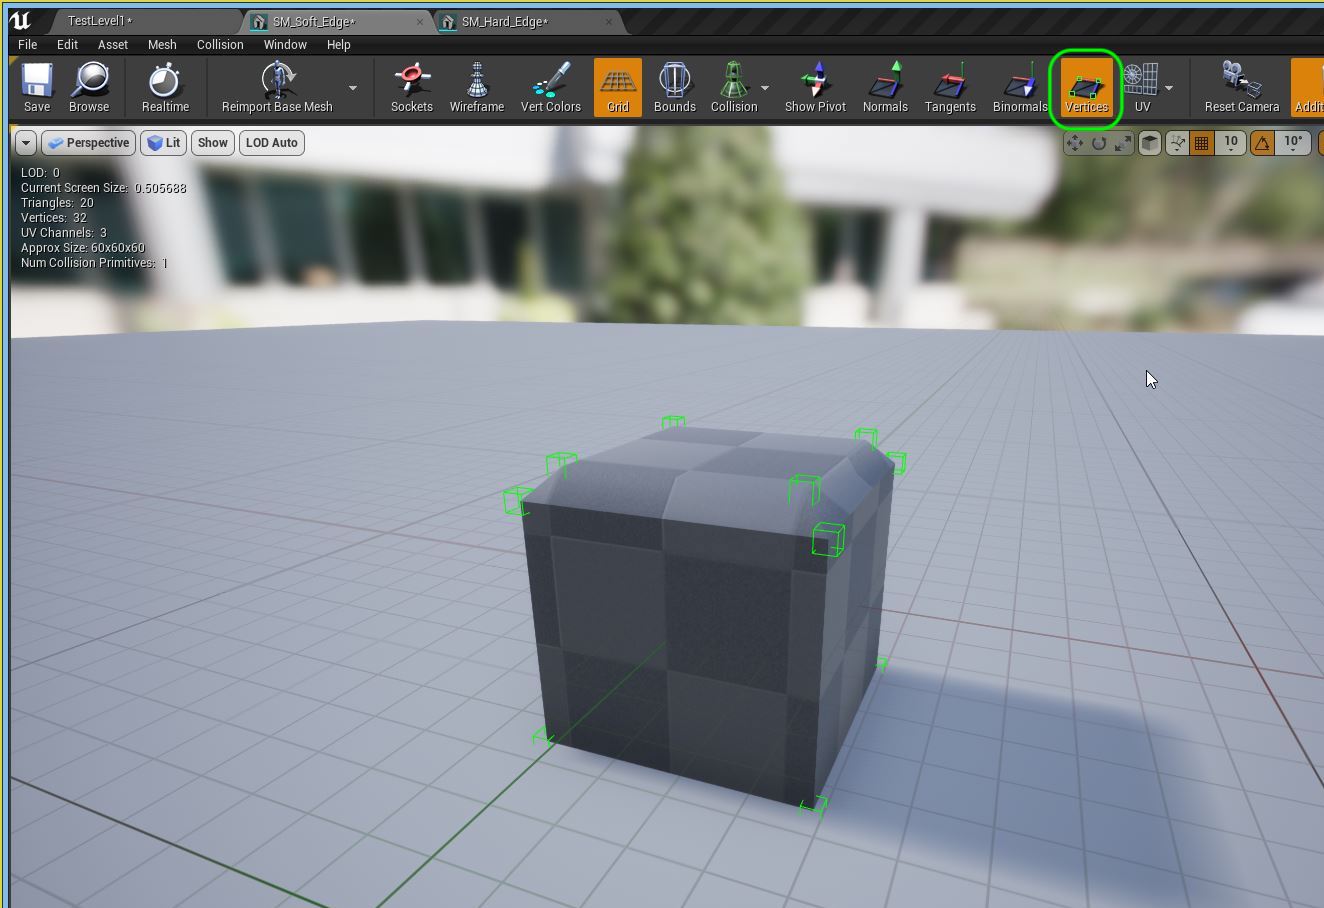 TestLevel1*
SM_Soft_Edge*
SM_Hard_Edge*
File Edit Asset Mesh Collision Window Help
Save Browse Realtime Reimport Base Mesh Sockets Wireframe Vert Colors Grid Bounds Collision Show Pivot Normals Tangents Binormals Vertices UV Reset Camera Addit
Perspective Lit Show LOD Auto 10 10°
LOD: 0
Current Screen Size: 0.505688
Triangles: 20
Vertices: 32
UV Channels: 3
Approx Size: 60x60x60
Num Collision Primitives: 1